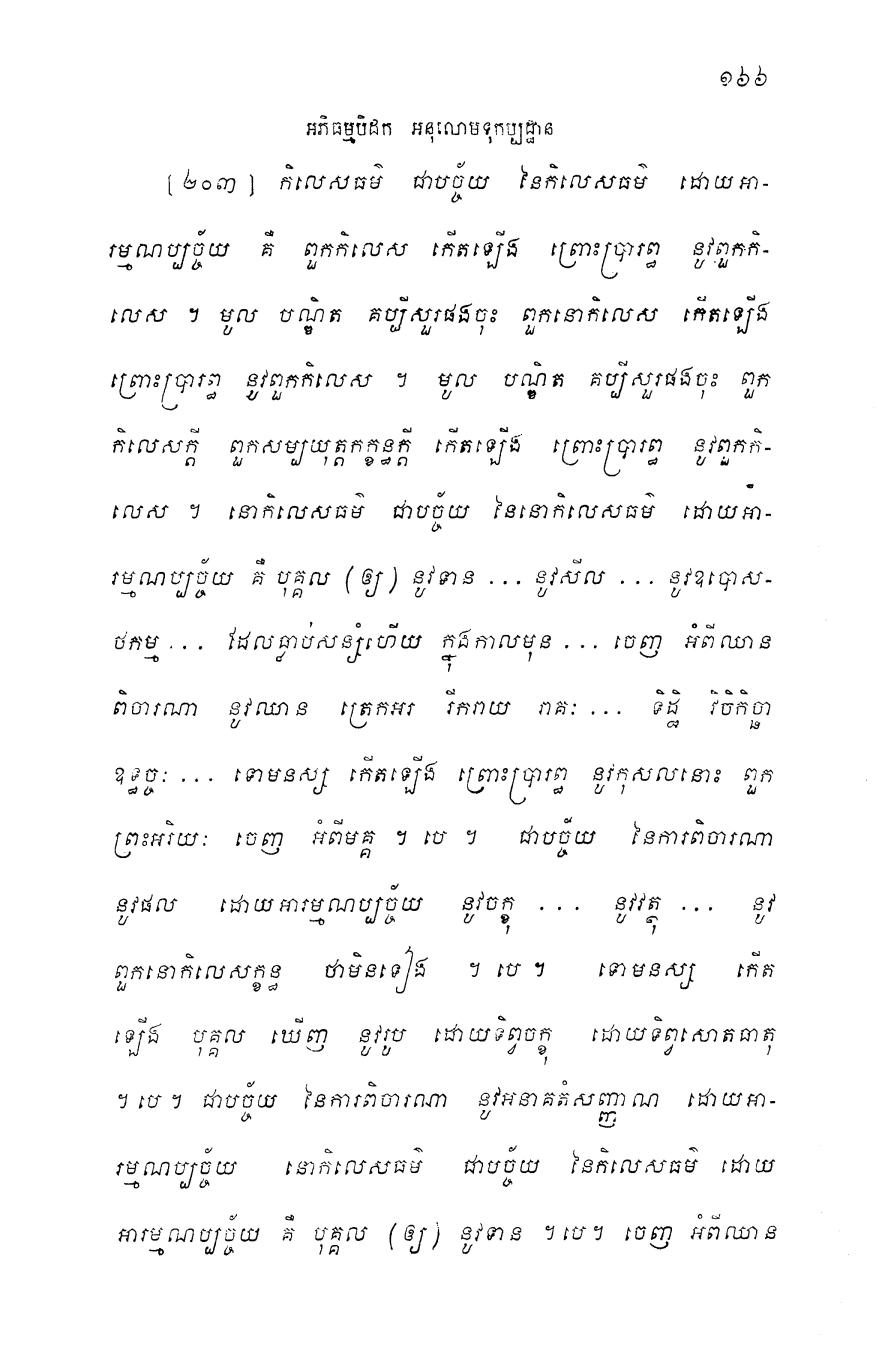 ១៦៦
អភិធម្មបិដក អនុលោមទុកប្បដ្ឋាន
[២០៣] កិលេសធម៌ ជាបច្ច័យ នៃកិលេសធម៌ ដោយអា-
រម្មណប្បច្ច័យ គឺ ពួកកិលេស កើតឡើង ព្រោះប្រារព្ធ នូវពួកកិ-
លេស ។ មូល បណ្ឌិត គប្បីសួរផងចុះ ពួកនោកិលេស កើតឡើង
ព្រោះប្រារព្ធ នូវពួកកិលេស ។ មូល បណ្ឌិត គប្បីសួរផងចុះ ពួក
កិលេសក្តី ពួកសម្បយុត្តកក្ខន្ធក្តី កើតឡើង ព្រោះប្រារព្ធ នូវពួកកិ-
លេស ។ នោកិលេសធម៌ ជាបច្ច័យ នៃនោកិលេសធម៌ ដោយអា-
រម្មណប្បច្ច័យ គឺ បុគ្គល (ឲ្យ) នូវទាន ... នូវសីល ... នូវឧបោស-
ថកម្ម ... ដែលធ្លាប់សន្សំហើយ ក្នុងកាលមុន ... ចេញ អំពីឈាន
ពិចារណា នូវឈាន ត្រេកអរ រីករាយ រាគៈ ... ទិដ្ឋិ វិចិកិច្ឆា
ឧទ្ធច្ចៈ ... ទោមនស្ស កើតឡើង ព្រោះប្រារព្ធ នូវកុសលនោះ ពួក
ព្រះអរិយៈ ចេញ អំពីមគ្គ ។ បេ ។ ជាបច្ច័យ នៃការពិចារណា
នូវផល ដោយអារម្មណប្បច្ច័យ នូវចក្ខុ ... នូវវត្ថុ ... នូវ
ពួកនោកិលេសក្ខន្ធ ថាមិនទៀង ។ បេ ។ ទោមនស្ស កើត
ឡើង បុគ្គល ឃើញ នូវរូប ដោយទិព្វចក្ខុ ដោយទិព្វសោតធាតុ
។ បេ ។ ជាបច្ច័យ នៃការពិចារណា នូវអនាគតំសញ្ញាណ ដោយអា-
រម្មណប្បច្ច័យ នោកិលេសធម៌ ជាបច្ច័យ នៃកិលេសធម៌ ដោយ
អារម្មណប្បច្ច័យ គឺ បុគ្គល (ឲ្យ) នូវទាន ។ បេ។ ចេញ អំពីឈាន